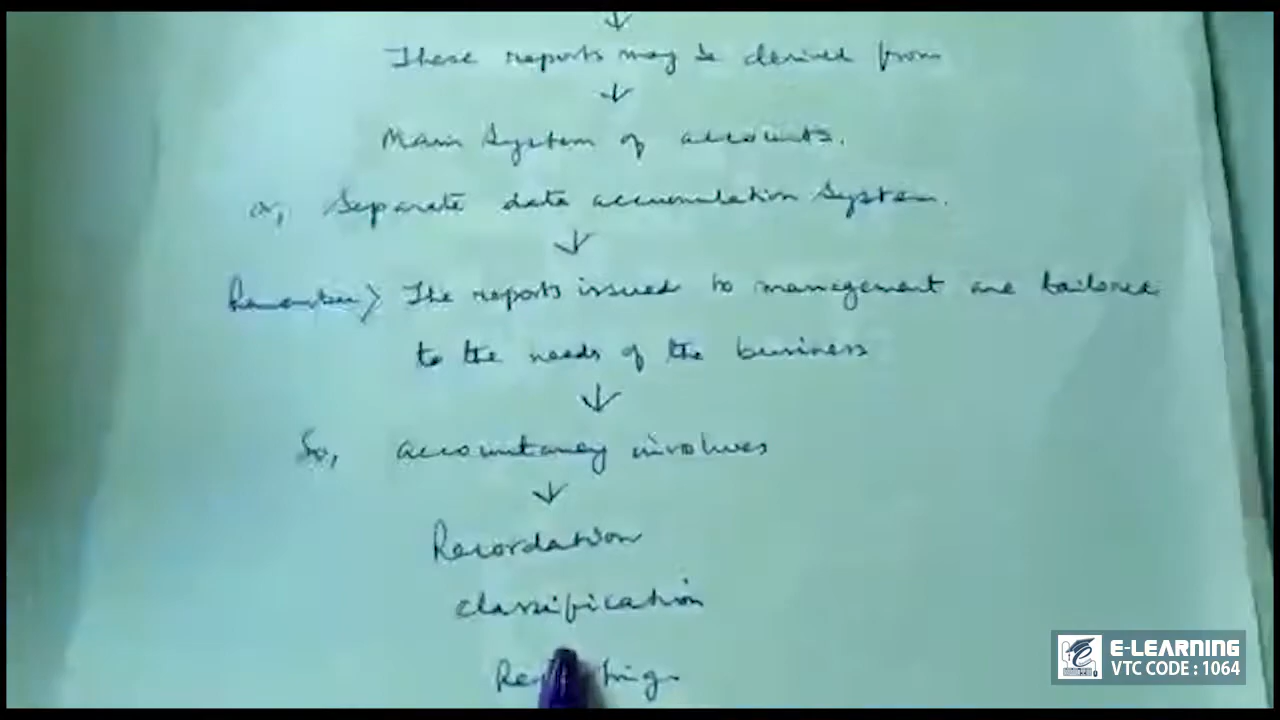 These reports may be derived from
↓
Main System of accounts.
or, Separate data accumulation System.
↓
Remember> The reports issued to management are tailored
to the needs of the business
↓
So, accountancy involves
↓
Recordation
classification
E-LEARNING
VTC CODE : 1064